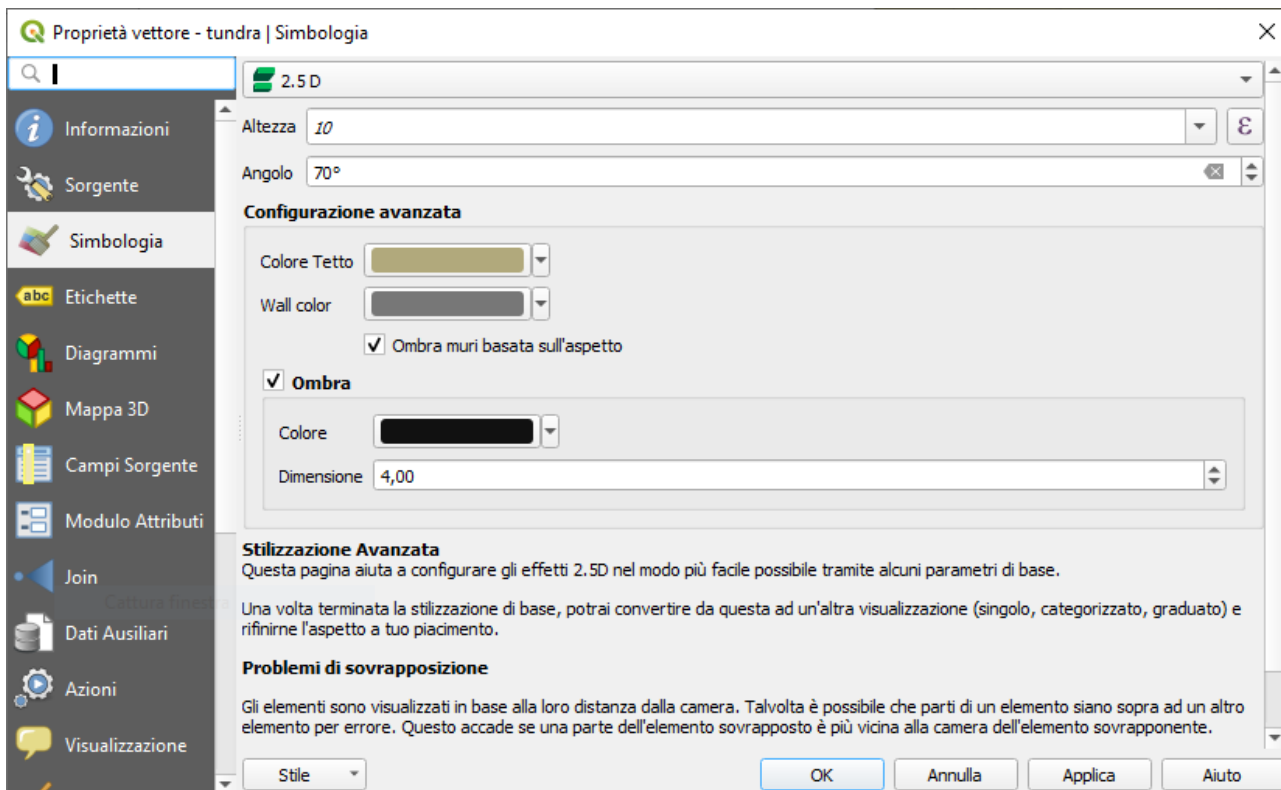 Proprietà vettore - tundra | Simbologia
2.5 D
Informazioni
Altezza 10 ε
Sorgente
Angolo 70°
Configurazione avanzata
Simbologia
Colore Tetto
abc Etichette
Wall color
Ombra muri basata sull'aspetto
Diagrammi
Ombra
Mappa 3D
Colore
Campi Sorgente
Dimensione 4,00
Modulo Attributi
Stilizzazione Avanzata
Questa pagina aiuta a configurare gli effetti 2.5D nel modo più facile possibile tramite alcuni parametri di base.
Join
Cattura finestra
Una volta terminata la stilizzazione di base, potrai convertire da questa ad un'altra visualizzazione (singolo, categorizzato, graduato) e
rifinirne l'aspetto a tuo piacimento.
Dati Ausiliari
Problemi di sovrapposizione
Azioni
Gli elementi sono visualizzati in base alla loro distanza dalla camera. Talvolta è possibile che parti di un elemento siano sopra ad un altro
elemento per errore. Questo accade se una parte dell'elemento sovrapposto è più vicina alla camera dell'elemento sovrapponente.
Visualizzazione
Stile OK Annulla Applica Aiuto